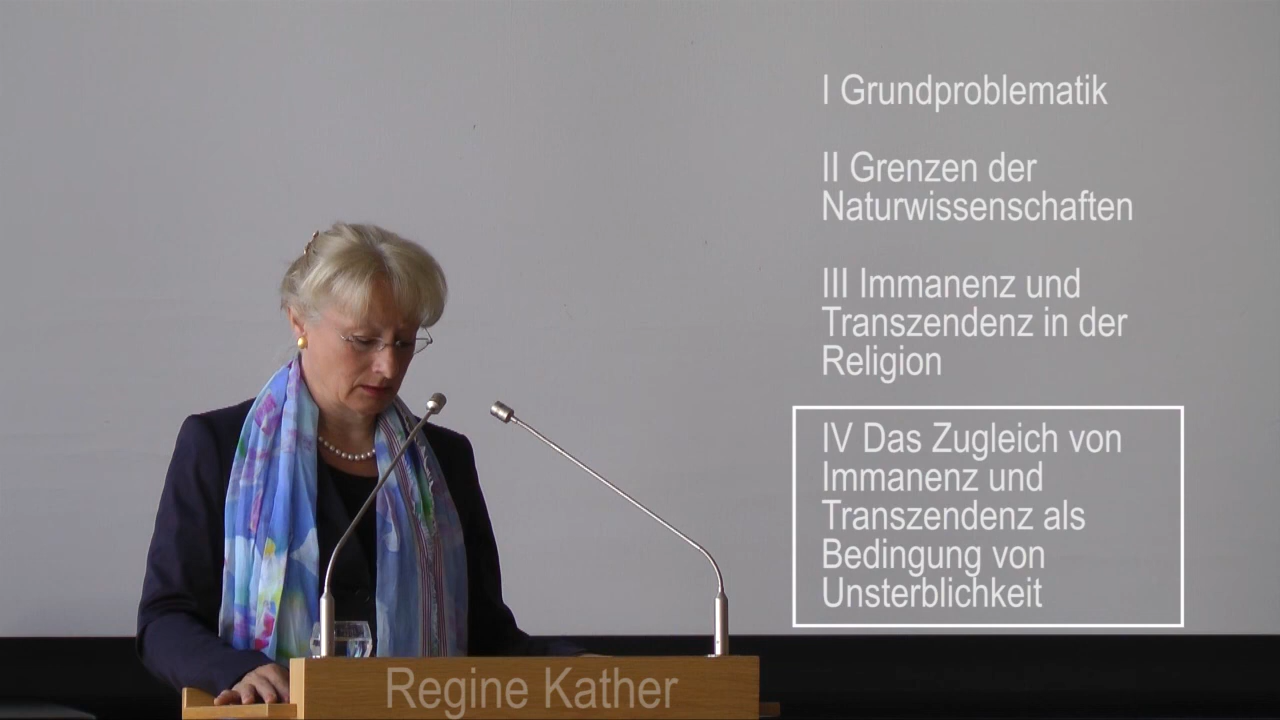 I Grundproblematik
II Grenzen der
Naturwissenschaften
III Immanenz und
Transzendenz in der
Religion
IV Das Zugleich von
Immanenz und
Transzendenz als
Bedingung von
Unsterblichkeit
Regine Kather